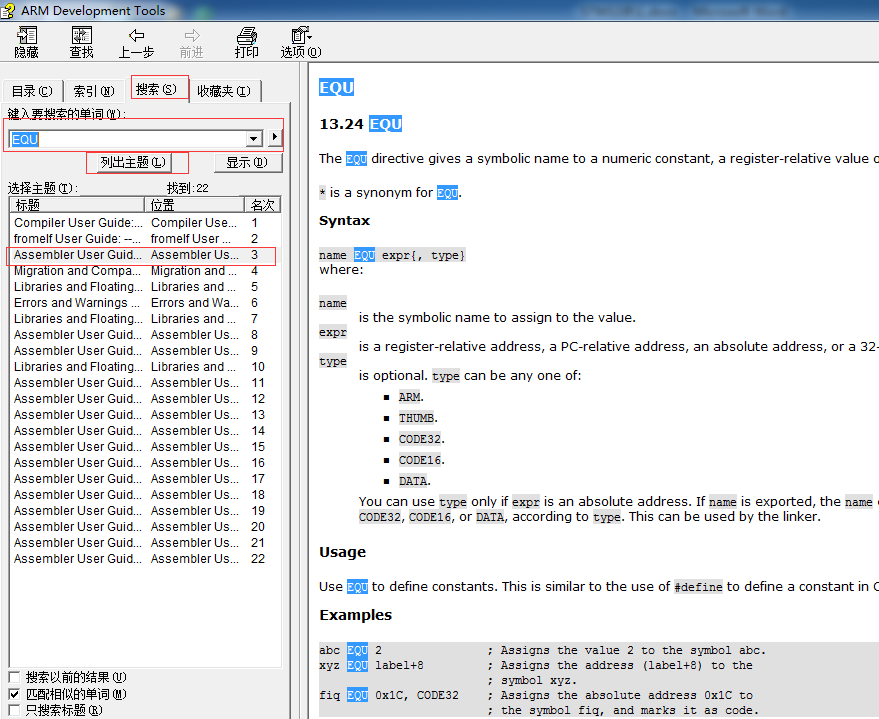 ARM Development Tools
隐藏 查找 上一步 前进 打印 选项(O)
目录(C) 索引(N) 搜索(S) 收藏夹(I)
键入要搜索的单词(W):
EQU
列出主题(L) 显示(D)
选择主题(T): 找到:22
标题 位置 名次
Compiler User Guide:... Compiler Use... 1
fromelf User Guide: --... fromelf User ... 2
Assembler User Guid... Assembler Us... 3
Migration and Compa... Migration and ... 4
Libraries and Floating... Libraries and ... 5
Errors and Warnings ... Errors and Wa... 6
Libraries and Floating... Libraries and ... 7
Assembler User Guid... Assembler Us... 8
Assembler User Guid... Assembler Us... 9
Libraries and Floating... Libraries and ... 10
Assembler User Guid... Assembler Us... 11
Assembler User Guid... Assembler Us... 12
Assembler User Guid... Assembler Us... 13
Assembler User Guid... Assembler Us... 14
Assembler User Guid... Assembler Us... 15
Assembler User Guid... Assembler Us... 16
Assembler User Guid... Assembler Us... 17
Assembler User Guid... Assembler Us... 18
Assembler User Guid... Assembler Us... 19
Assembler User Guid... Assembler Us... 20
Assembler User Guid... Assembler Us... 21
Assembler User Guid... Assembler Us... 22
搜索以前的结果(U)
匹配相似的单词(M)
只搜索标题(R)
EQU
13.24 EQU
The EQU directive gives a symbolic name to a numeric constant, a register-relative value
* is a synonym for EQU.
Syntax
name EQU expr{, type}
where:
name
is the symbolic name to assign to the value.
expr
is a register-relative address, a PC-relative address, an absolute address, or a 32-
type
is optional. type can be any one of:
▪ ARM.
▪ THUMB.
▪ CODE32.
▪ CODE16.
▪ DATA.
You can use type only if expr is an absolute address. If name is exported, the name
CODE32, CODE16, or DATA, according to type. This can be used by the linker.
Usage
Use EQU to define constants. This is similar to the use of #define to define a constant in C
Examples
abc EQU 2 ; Assigns the value 2 to the symbol abc.
xyz EQU label+8 ; Assigns the address (label+8) to the
; symbol xyz.
fiq EQU 0x1C, CODE32 ; Assigns the absolute address 0x1C to
; the symbol fiq, and marks it as code.